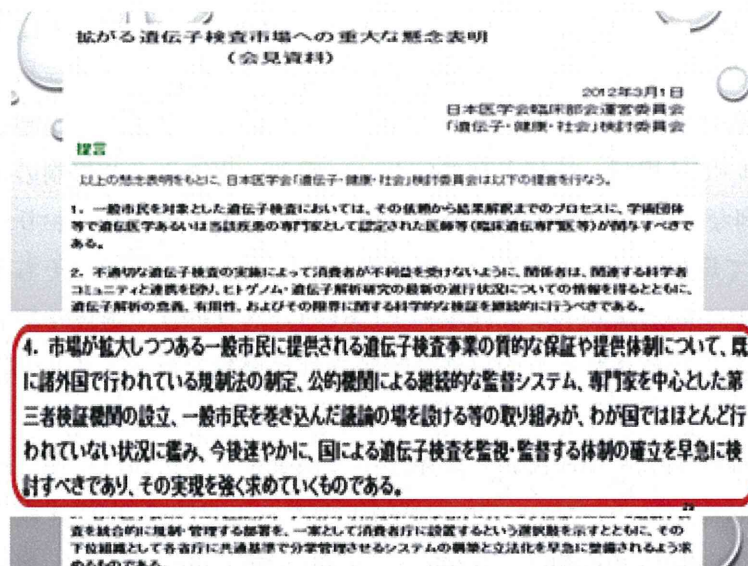 拡がる遺伝子検査市場への重大な懸念表明
(会見資料)
2012年3月1日
日本医学会臨床部会運営委員会
「遺伝子・健康・社会」検討委員会
提言
以上の懸念表明をもとに、日本医学会「遺伝子・健康・社会」検討委員会は以下の提言を行なう。
1. 一般市民を対象とした遺伝子検査においては、その依頼から結果解釈までのプロセスに、学術団体
等で遺伝医学あるいは当該疾患の専門家として認定された医師等(臨床遺伝専門医等)が関与すべきで
ある。
2. 不適切な遺伝子検査の実施によって消費者が不利益を受けないように、関係者は、関連する科学者
コミュニティと連携を図り、ヒトゲノム・遺伝子解析研究の最新の進行状況についての情報を得るとともに、
遺伝子解析の意義、有用性、およびその限界に関する科学的な検証を継続的に行うべきである。
4. 市場が拡大しつつある一般市民に提供される遺伝子検査事業の質的な保証や提供体制について、既
に諸外国で行われている規制法の制定、公的機関による継続的な監督システム、専門家を中心とした第
三者検証機関の設立、一般市民を巻き込んだ議論の場を設ける等の取り組みが、わが国ではほとんど行
われていない状況に鑑み、今後速やかに、国による遺伝子検査を監視・監督する体制の確立を早急に検
討すべきであり、その実現を強く求めていくものである。
査を統合的に規制・管理する部署を、一案として消費者庁に設置するという選択肢を示すとともに、その
下位組織として各省庁に共通基準で分学管理させるシステムの構築と立法化を早急に整備されるよう求
めるものである。